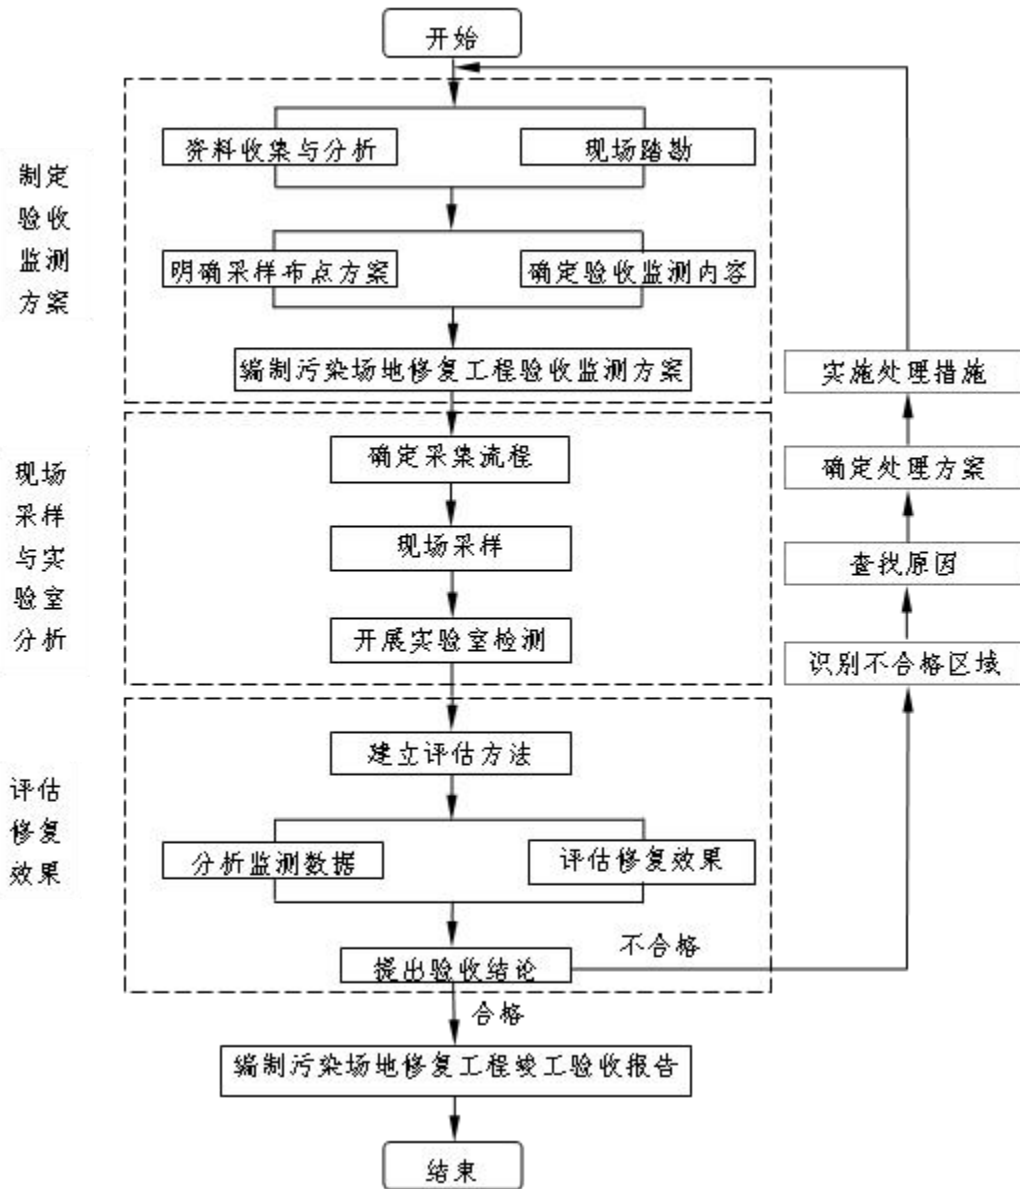 开始
资料收集与分析
现场踏勘
制定
验收
监测
方案
明确采样布点方案
确定验收监测内容
编制污染场地修复工程验收监测方案
实施处理措施
确定采集流程
确定处理方案
现场
采样
与实
验室
分析
现场采样
查找原因
开展实验室检测
识别不合格区域
建立评估方法
评估
修复
效果
分析监测数据
评估修复效果
提出验收结论
不合格
合格
编制污染场地修复工程竣工验收报告
结束